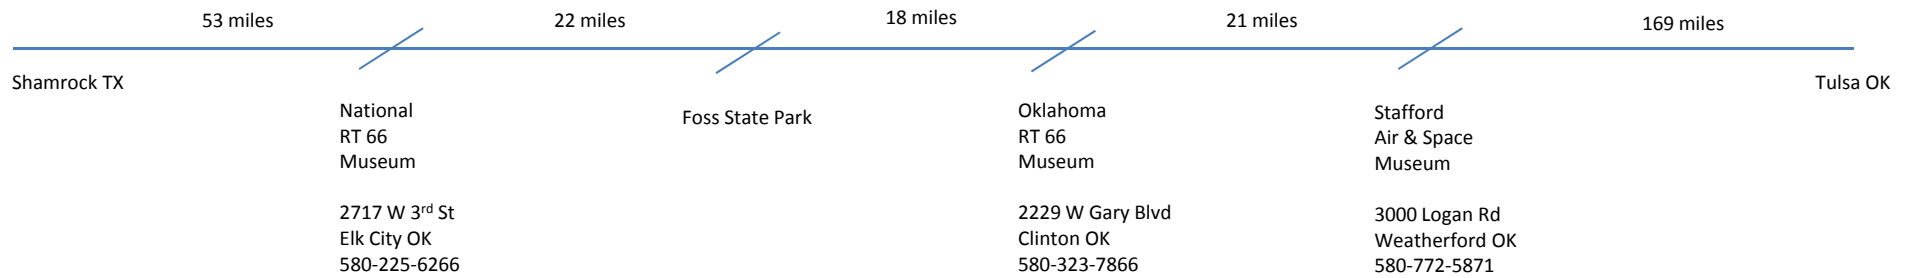 53 miles
22 miles
18 miles
21 miles
169 miles
Shamrock TX
Tulsa OK
National
RT 66
Museum
2717 W 3rd St
Elk City OK
580-225-6266
Foss State Park
Oklahoma
RT 66
Museum
2229 W Gary Blvd
Clinton OK
580-323-7866
Stafford
Air & Space
Museum
3000 Logan Rd
Weatherford OK
580-772-5871